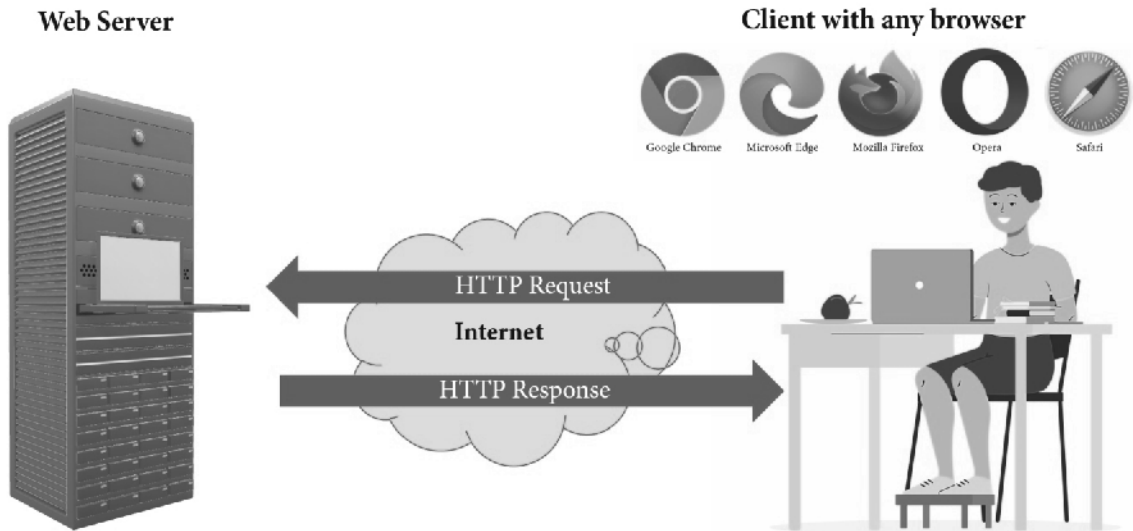 Web Server
Client with any browser
Google Chrome
Microsoft Edge
Mozilla Firefox
Opera
Safari
HTTP Request
Internet
HTTP Response